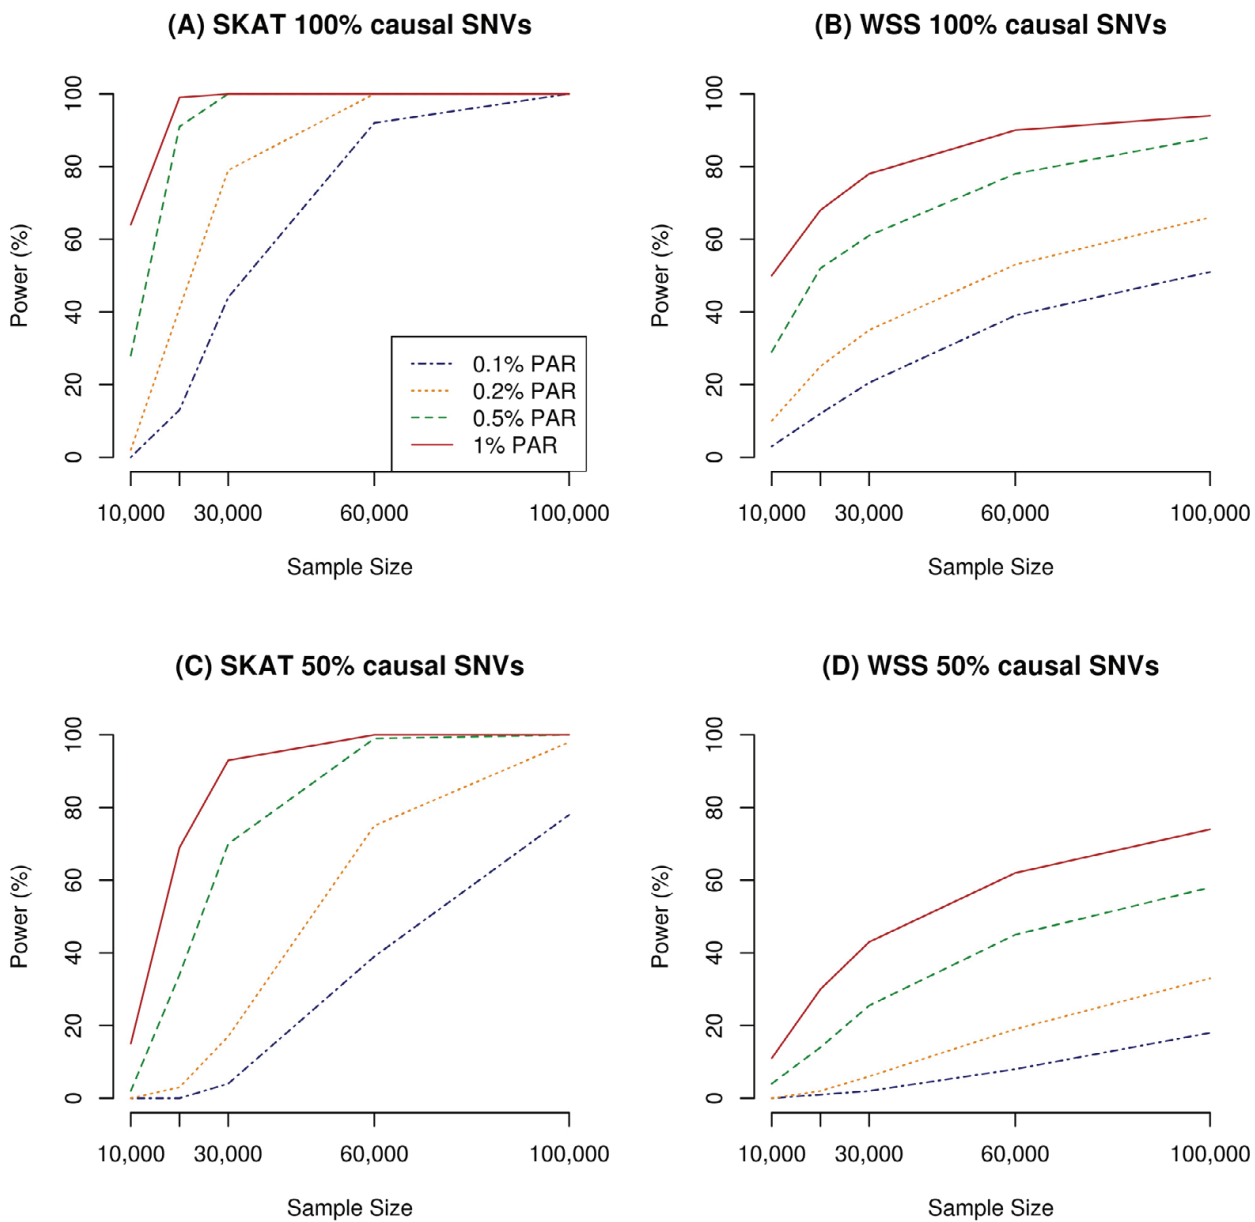 (A) SKAT 100% causal SNVs
Power (%)
100
80
60
40
20
0
0.1% PAR
0.2% PAR
0.5% PAR
1% PAR
10,000 30,000 60,000 100,000
Sample Size
(B) WSS 100% causal SNVs
Power (%)
100
80
60
40
20
0
10,000 30,000 60,000 100,000
Sample Size
(C) SKAT 50% causal SNVs
Power (%)
100
80
60
40
20
0
10,000 30,000 60,000 100,000
Sample Size
(D) WSS 50% causal SNVs
Power (%)
100
80
60
40
20
0
10,000 30,000 60,000 100,000
Sample Size